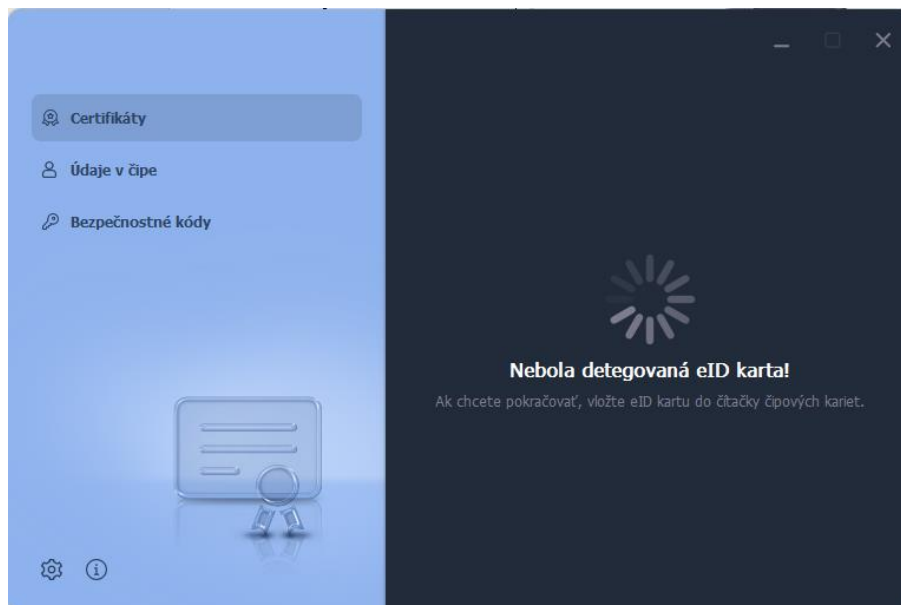 Certifikáty
Údaje v čipe
Bezpečnostné kódy
Nebola detegovaná eID karta!
Ak chcete pokračovať, vložte eID kartu do čítačky čipových kariet.